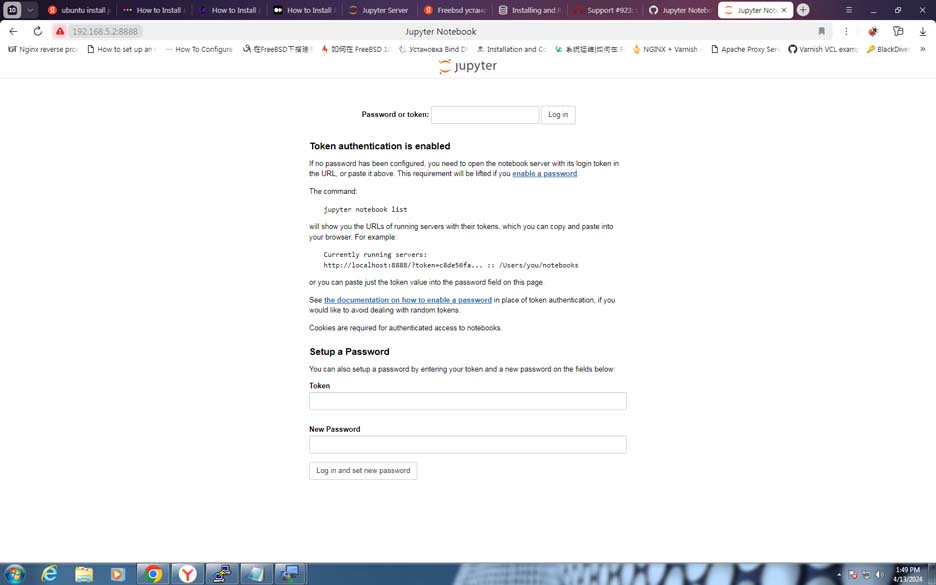 10
ubuntu install j
How to Install J
How to Install
How to Install J
Jupyter Server
Freebsd устано
Installing and R
Support #923:
Jupyter Notebo
Jupyter Not
192.168.5.2:8888
Jupyter Notebook
Nginx reverse pro
How to set up an
How To Configure
在FreeBSD下搭建
如何在 FreeBSD 10
Установка Bind D
Installation and Co
系统运维|如何在 F
NGINX + Varnish
Apache Proxy Serv
Varnish VCL examp
BlackDive
»
jupyter
Password or token:
Log in
Token authentication is enabled
If no password has been configured, you need to open the notebook server with its login token in
the URL, or paste it above. This requirement will be lifted if you enable a password.
The command:
jupyter notebook list
will show you the URLs of running servers with their tokens, which you can copy and paste into
your browser. For example:
Currently running servers:
http://localhost:8888/?token=c8de56fa... :: /Users/you/notebooks
or you can paste just the token value into the password field on this page.
See the documentation on how to enable a password in place of token authentication, if you
would like to avoid dealing with random tokens.
Cookies are required for authenticated access to notebooks.
Setup a Password
You can also setup a password by entering your token and a new password on the fields below:
Token
New Password
Log in and set new password
1:49 PM
4/13/2024